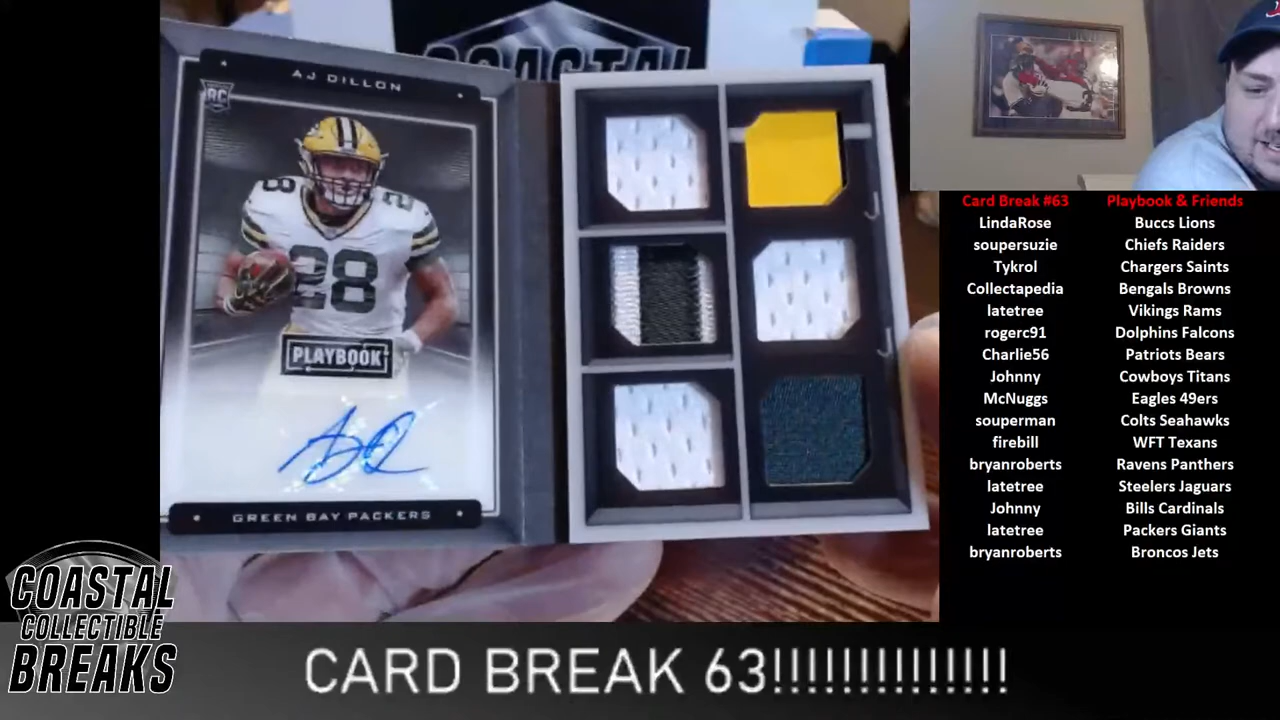 COASTAL
AJ DILLON
RC
28
28
PLAYBOOK
GREEN BAY PACKERS
Card Break #63 Playbook & Friends
LindaRose Buccs Lions
soupersuzie Chiefs Raiders
Tykrol Chargers Saints
Collectapedia Bengals Browns
latetree Vikings Rams
rogerc91 Dolphins Falcons
Charlie56 Patriots Bears
Johnny Cowboys Titans
McNuggs Eagles 49ers
souperman Colts Seahawks
firebill WFT Texans
bryanroberts Ravens Panthers
latetree Steelers Jaguars
Johnny Bills Cardinals
latetree Packers Giants
bryanroberts Broncos Jets
COASTAL
COLLECTIBLE
BREAKS
CARD BREAK 63!!!!!!!!!!!!!!